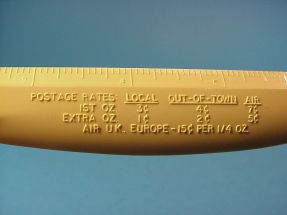 POSTAGE RATES: LOCAL OUT-OF-TOWN AIR
1ST OZ. 3¢ 4¢ 7¢
EXTRA OZ. 1¢ 2¢ 5¢
AIR U.K. EUROPE-15¢ PER 1/4 OZ.